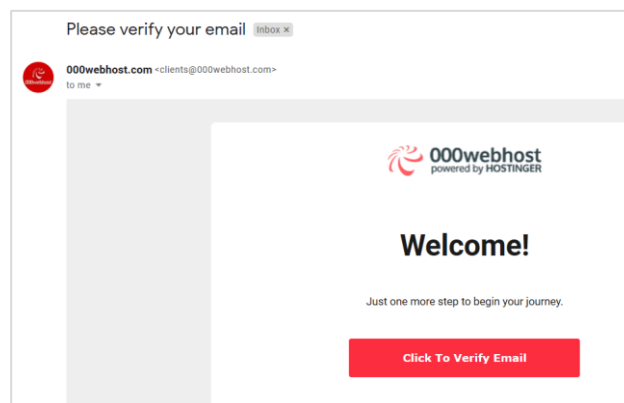 Please verify your email Inbox ×
000webhost.com <clients@000webhost.com>
to me
000webhost
powered by HOSTINGER
Welcome!
Just one more step to begin your journey.
Click To Verify Email